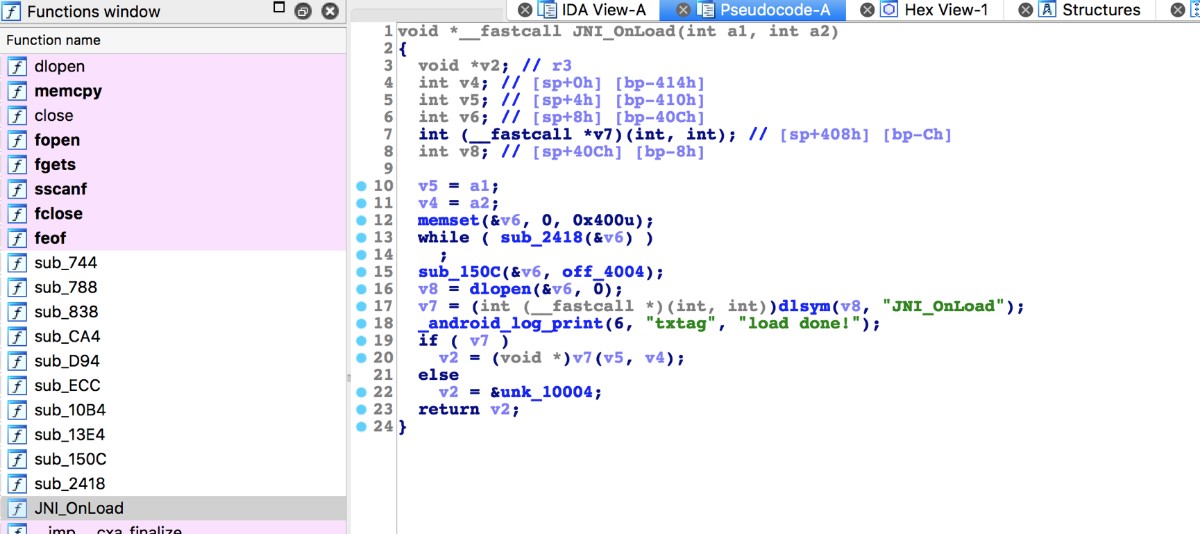 Functions window
IDA View-A
Pseudocode-A
Hex View-1
Structures
Function name
dlopen
memcpy
close
fopen
fgets
sscanf
fclose
feof
sub_744
sub_788
sub_838
sub_CA4
sub_D94
sub_ECC
sub_10B4
sub_13E4
sub_150C
sub_2418
JNI_OnLoad
__imp___cxa_finalize
1 void *__fastcall JNI_OnLoad(int a1, int a2)
2 {
3 void *v2; // r3
4 int v4; // [sp+0h] [bp-414h]
5 int v5; // [sp+4h] [bp-410h]
6 int v6; // [sp+8h] [bp-40Ch]
7 int (__fastcall *v7)(int, int); // [sp+408h] [bp-Ch]
8 int v8; // [sp+40Ch] [bp-8h]
9
10 v5 = a1;
11 v4 = a2;
12 memset(&v6, 0, 0x400u);
13 while ( sub_2418(&v6) )
14 ;
15 sub_150C(&v6, off_4004);
16 v8 = dlopen(&v6, 0);
17 v7 = (int (__fastcall *)(int, int))dlsym(v8, "JNI_OnLoad");
18 _android_log_print(6, "txtag", "load done!");
19 if ( v7 )
20 v2 = (void *)v7(v5, v4);
21 else
22 v2 = &unk_10004;
23 return v2;
24 }